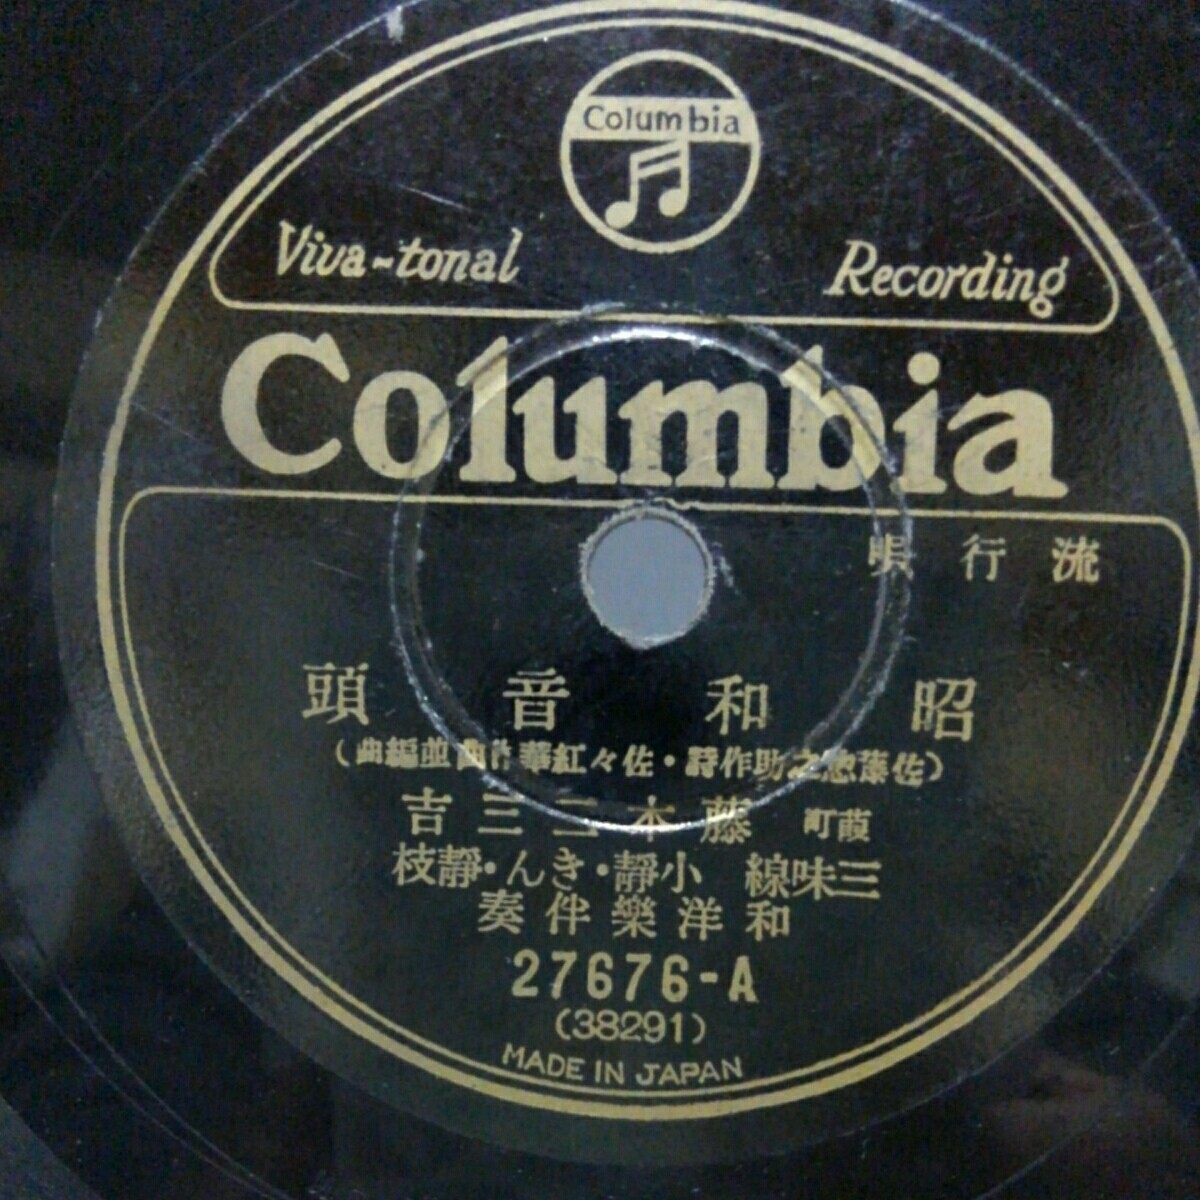 Columbia
Viva-tonal Recording
Columbia
流行唄
昭和音頭
(佐藤惣之助作詩・佐々紅華作曲並編曲)
葭町 藤本二三吉
三味線 小靜・きん・靜枝
和洋樂伴奏
27676-A
(38291)
MADE IN JAPAN